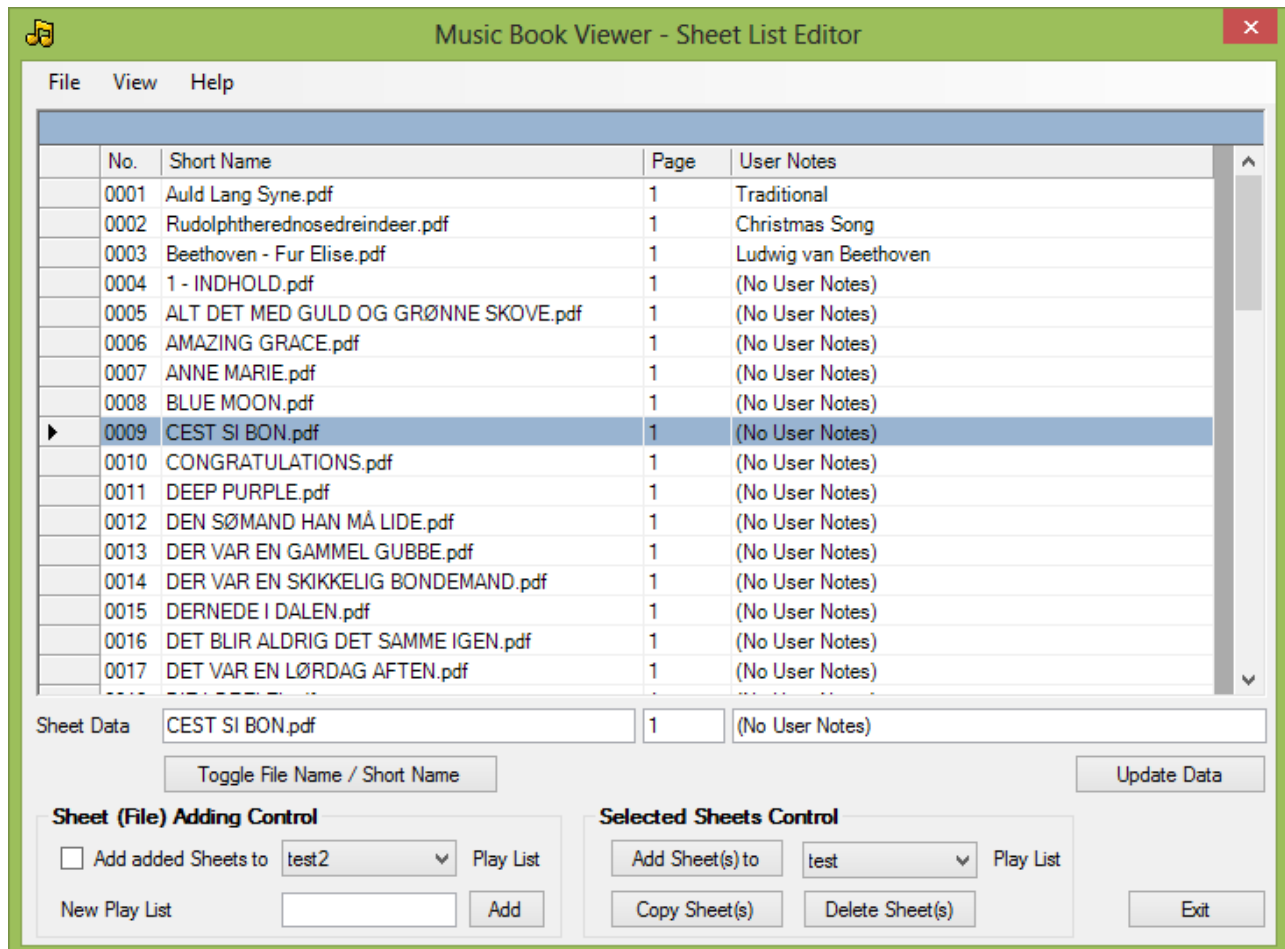 Music Book Viewer - Sheet List Editor
File View Help
No. Short Name Page User Notes
0001 Auld Lang Syne.pdf 1 Traditional
0002 Rudolphtherednosedreindeer.pdf 1 Christmas Song
0003 Beethoven - Fur Elise.pdf 1 Ludwig van Beethoven
0004 1 - INDHOLD.pdf 1 (No User Notes)
0005 ALT DET MED GULD OG GRØNNE SKOVE.pdf 1 (No User Notes)
0006 AMAZING GRACE.pdf 1 (No User Notes)
0007 ANNE MARIE.pdf 1 (No User Notes)
0008 BLUE MOON.pdf 1 (No User Notes)
0009 CEST SI BON.pdf 1 (No User Notes)
0010 CONGRATULATIONS.pdf 1 (No User Notes)
0011 DEEP PURPLE.pdf 1 (No User Notes)
0012 DEN SØMAND HAN MÅ LIDE.pdf 1 (No User Notes)
0013 DER VAR EN GAMMEL GUBBE.pdf 1 (No User Notes)
0014 DER VAR EN SKIKKELIG BONDEMAND.pdf 1 (No User Notes)
0015 DERNEDE I DALEN.pdf 1 (No User Notes)
0016 DET BLIR ALDRIG DET SAMME IGEN.pdf 1 (No User Notes)
0017 DET VAR EN LØRDAG AFTEN.pdf 1 (No User Notes)
Sheet Data CEST SI BON.pdf 1 (No User Notes)
Toggle File Name / Short Name Update Data
Sheet (File) Adding Control Selected Sheets Control
Add added Sheets to test2 Play List Add Sheet(s) to test Play List
New Play List Add Copy Sheet(s) Delete Sheet(s) Exit